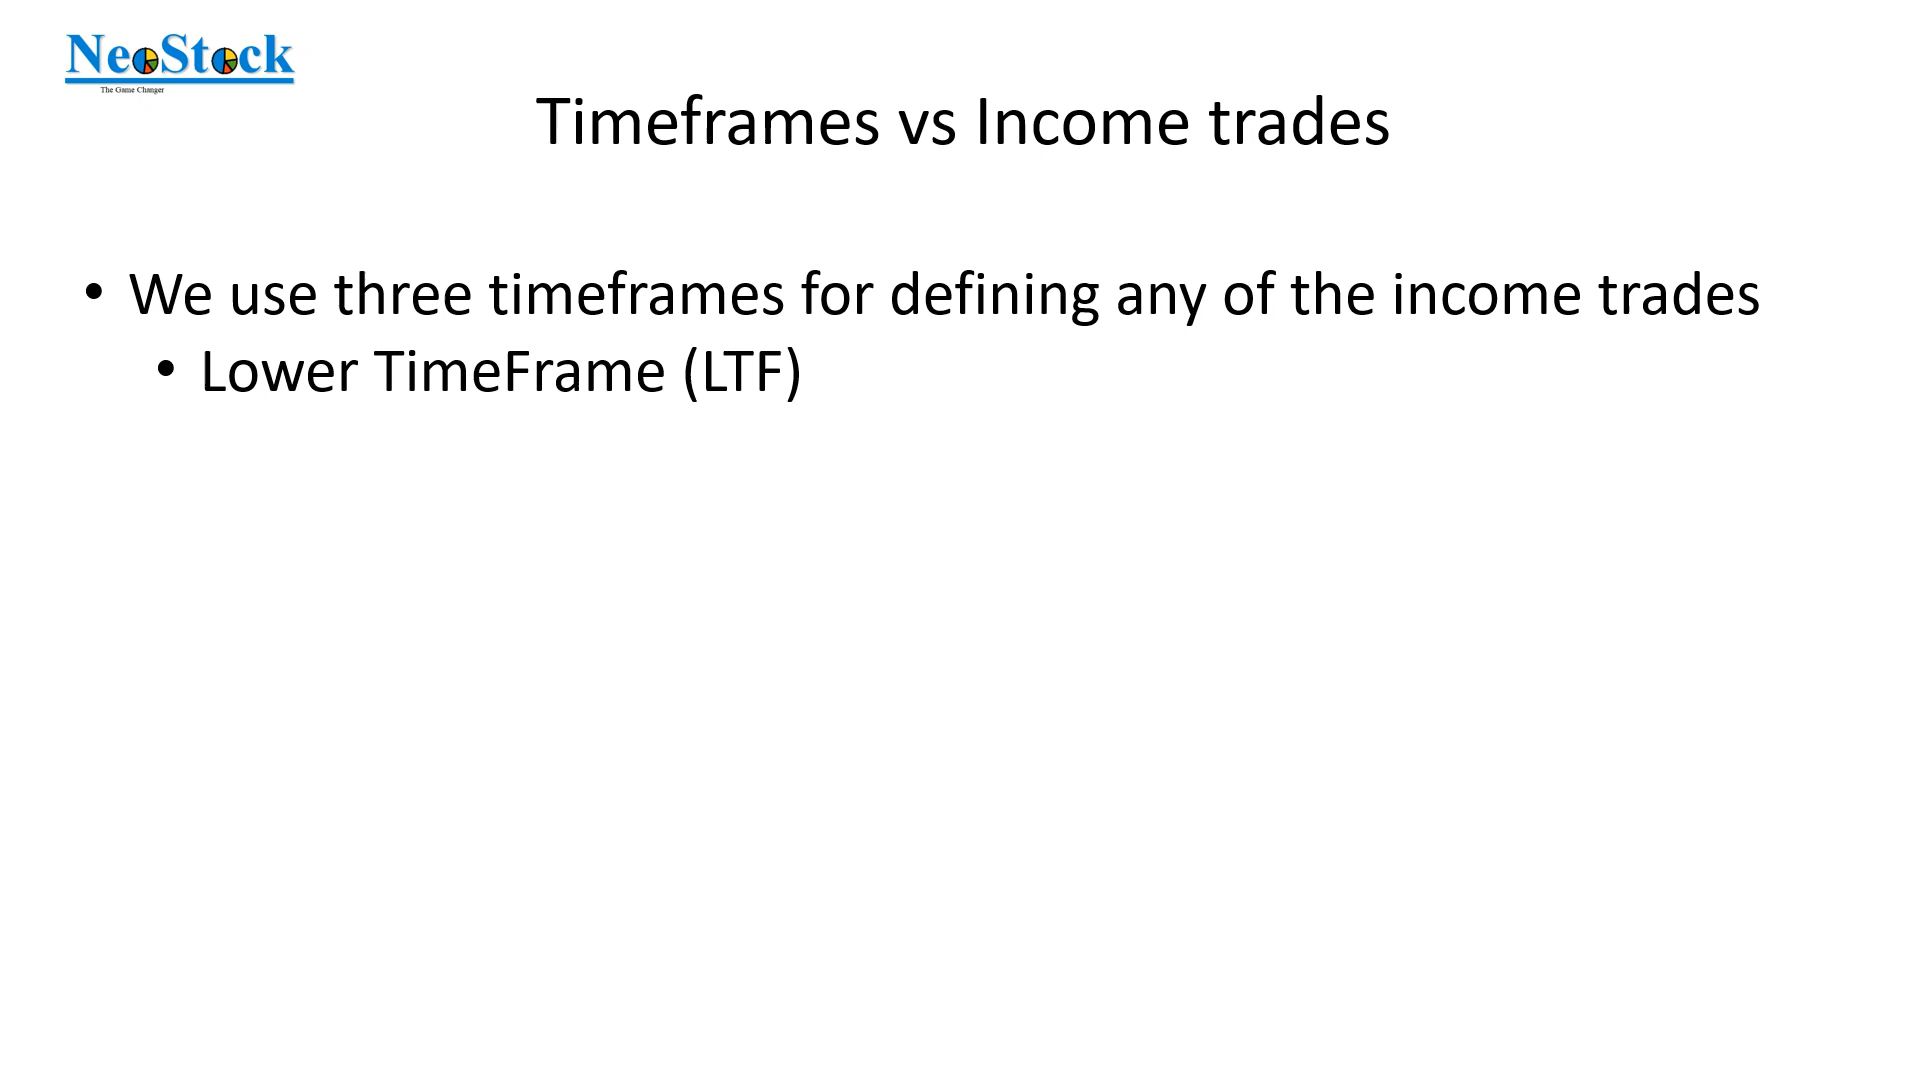 NeoStock
The Game Changer
Timeframes vs Income trades
• We use three timeframes for defining any of the income trades
• Lower TimeFrame (LTF)